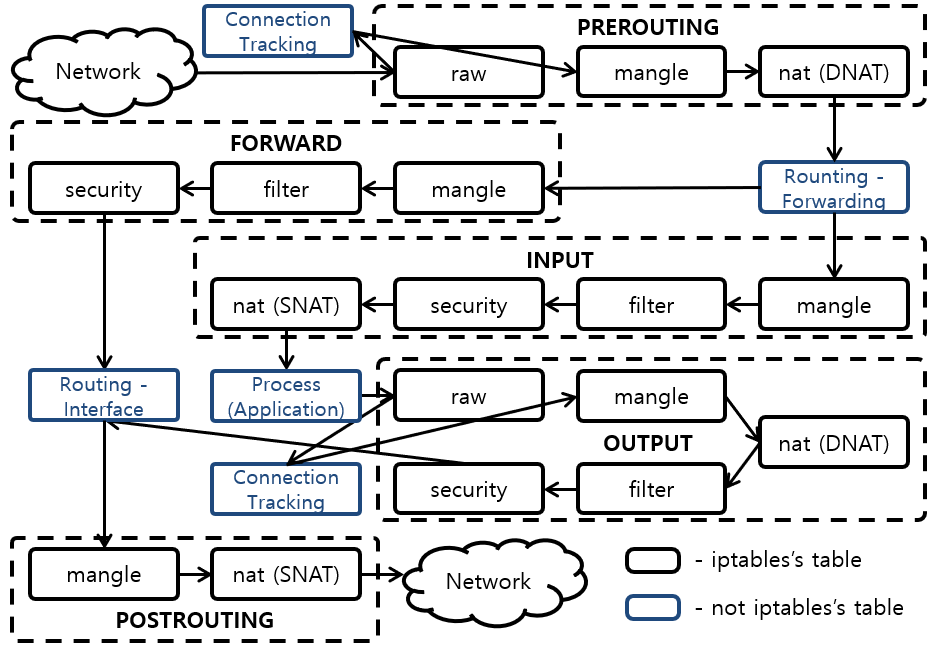 Connection
Tracking
PREROUTING
Network
raw
mangle
nat (DNAT)
FORWARD
security
filter
mangle
Rounting -
Forwarding
INPUT
nat (SNAT)
security
filter
mangle
Routing -
Interface
Process
(Application)
raw
mangle
nat (DNAT)
OUTPUT
Connection
Tracking
security
filter
mangle
nat (SNAT)
POSTROUTING
Network
- iptables's table
- not iptables's table